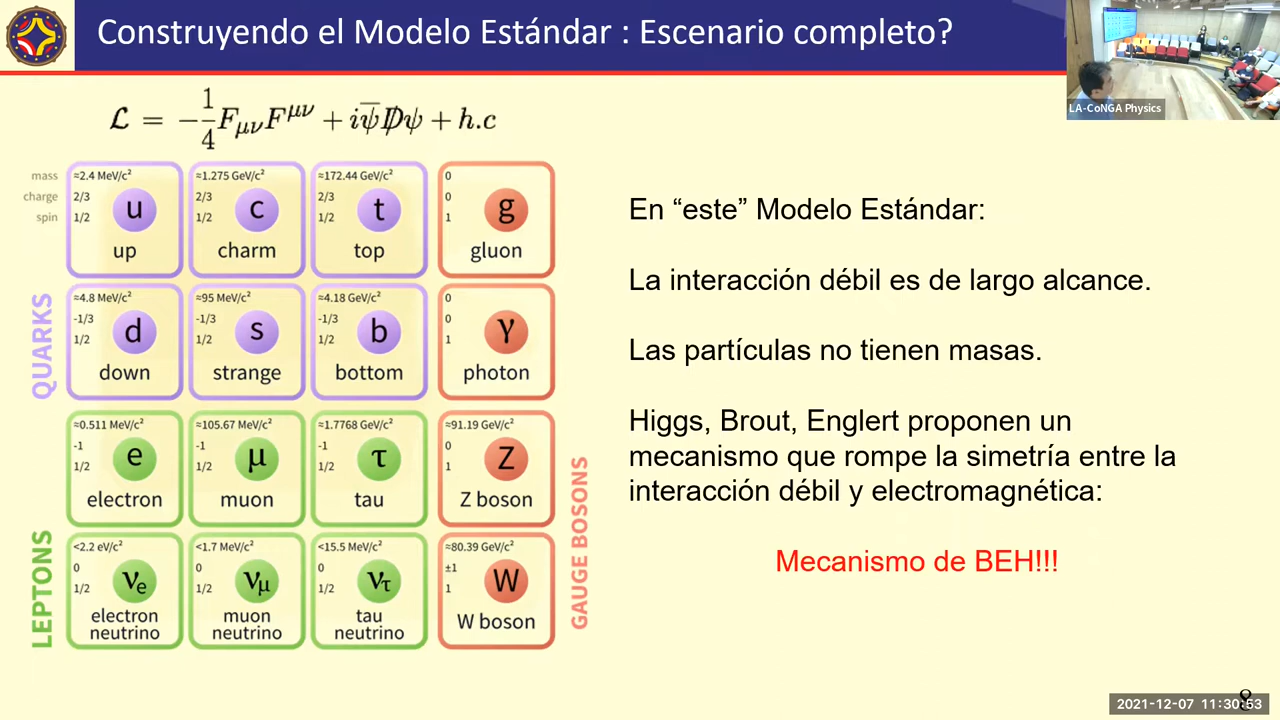 Construyendo el Modelo Estándar : Escenario completo?
LA-CoNGA Physics
ℒ = −1/4 F_μν F^μν + iψ̄D̸ψ + h.c
mass
charge
spin
≈2.4 MeV/c²
2/3
1/2
u
up
≈1.275 GeV/c²
2/3
1/2
c
charm
≈172.44 GeV/c²
2/3
1/2
t
top
0
0
1
g
gluon
QUARKS
≈4.8 MeV/c²
-1/3
1/2
d
down
≈95 MeV/c²
-1/3
1/2
s
strange
≈4.18 GeV/c²
-1/3
1/2
b
bottom
0
0
1
γ
photon
LEPTONS
≈0.511 MeV/c²
-1
1/2
e
electron
≈105.67 MeV/c²
-1
1/2
μ
muon
≈1.7768 GeV/c²
-1
1/2
τ
tau
≈91.19 GeV/c²
0
1
Z
Z boson
<2.2 eV/c²
0
1/2
νe
electron
neutrino
<1.7 MeV/c²
0
1/2
νμ
muon
neutrino
<15.5 MeV/c²
0
1/2
ντ
tau
neutrino
≈80.39 GeV/c²
±1
1
W
W boson
GAUGE BOSONS
En “este” Modelo Estándar:
La interacción débil es de largo alcance.
Las partículas no tienen masas.
Higgs, Brout, Englert proponen un
mecanismo que rompe la simetría entre la
interacción débil y electromagnética:
Mecanismo de BEH!!!
8
2021-12-07 11:30:53